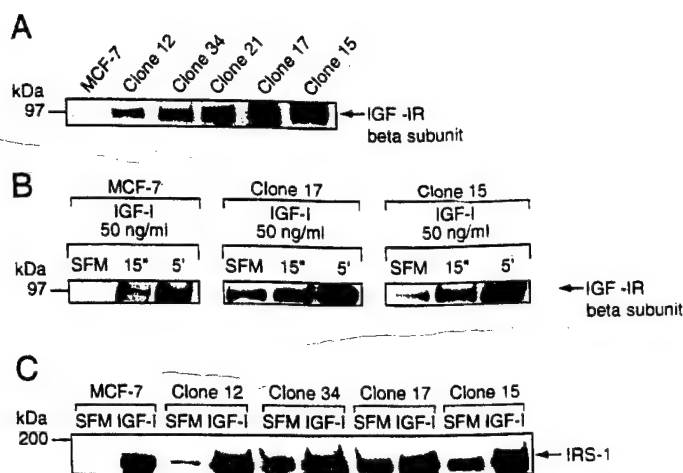 A
MCF-7 Clone 12 Clone 34 Clone 21 Clone 17 Clone 15
kDa
97 IGF -IR
beta subunit
B
MCF-7 Clone 17 Clone 15
IGF-I IGF-I IGF-I
50 ng/ml 50 ng/ml 50 ng/ml
kDa SFM 15" 5' SFM 15" 5' SFM 15" 5'
97 IGF -IR
beta subunit
C
MCF-7 Clone 12 Clone 34 Clone 17 Clone 15
kDa SFM IGF-I SFM IGF-I SFM IGF-I SFM IGF-I SFM IGF-I
200
IRS-1